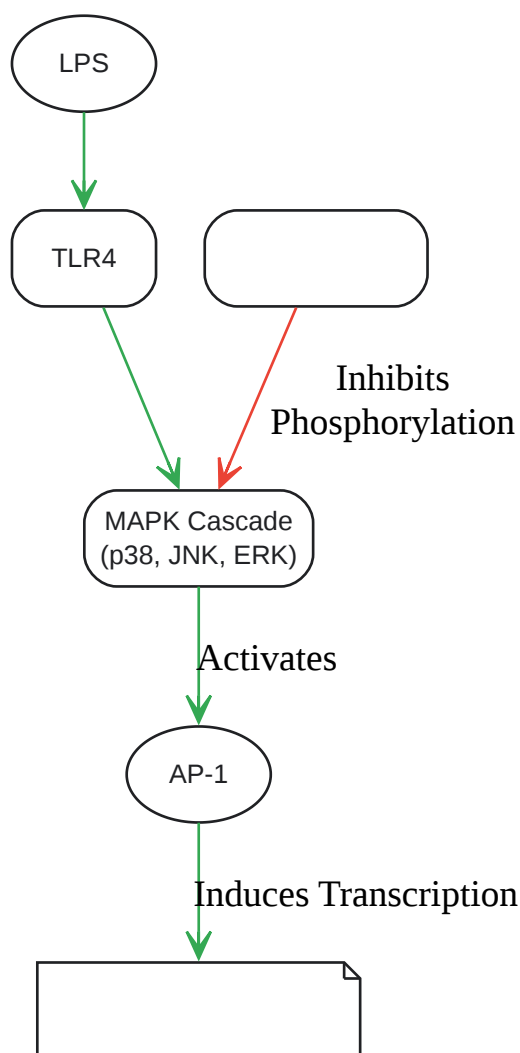 LPS
TLR4
Inhibits
Phosphorylation
MAPK Cascade
(p38, JNK, ERK)
Activates
AP-1
Induces Transcription